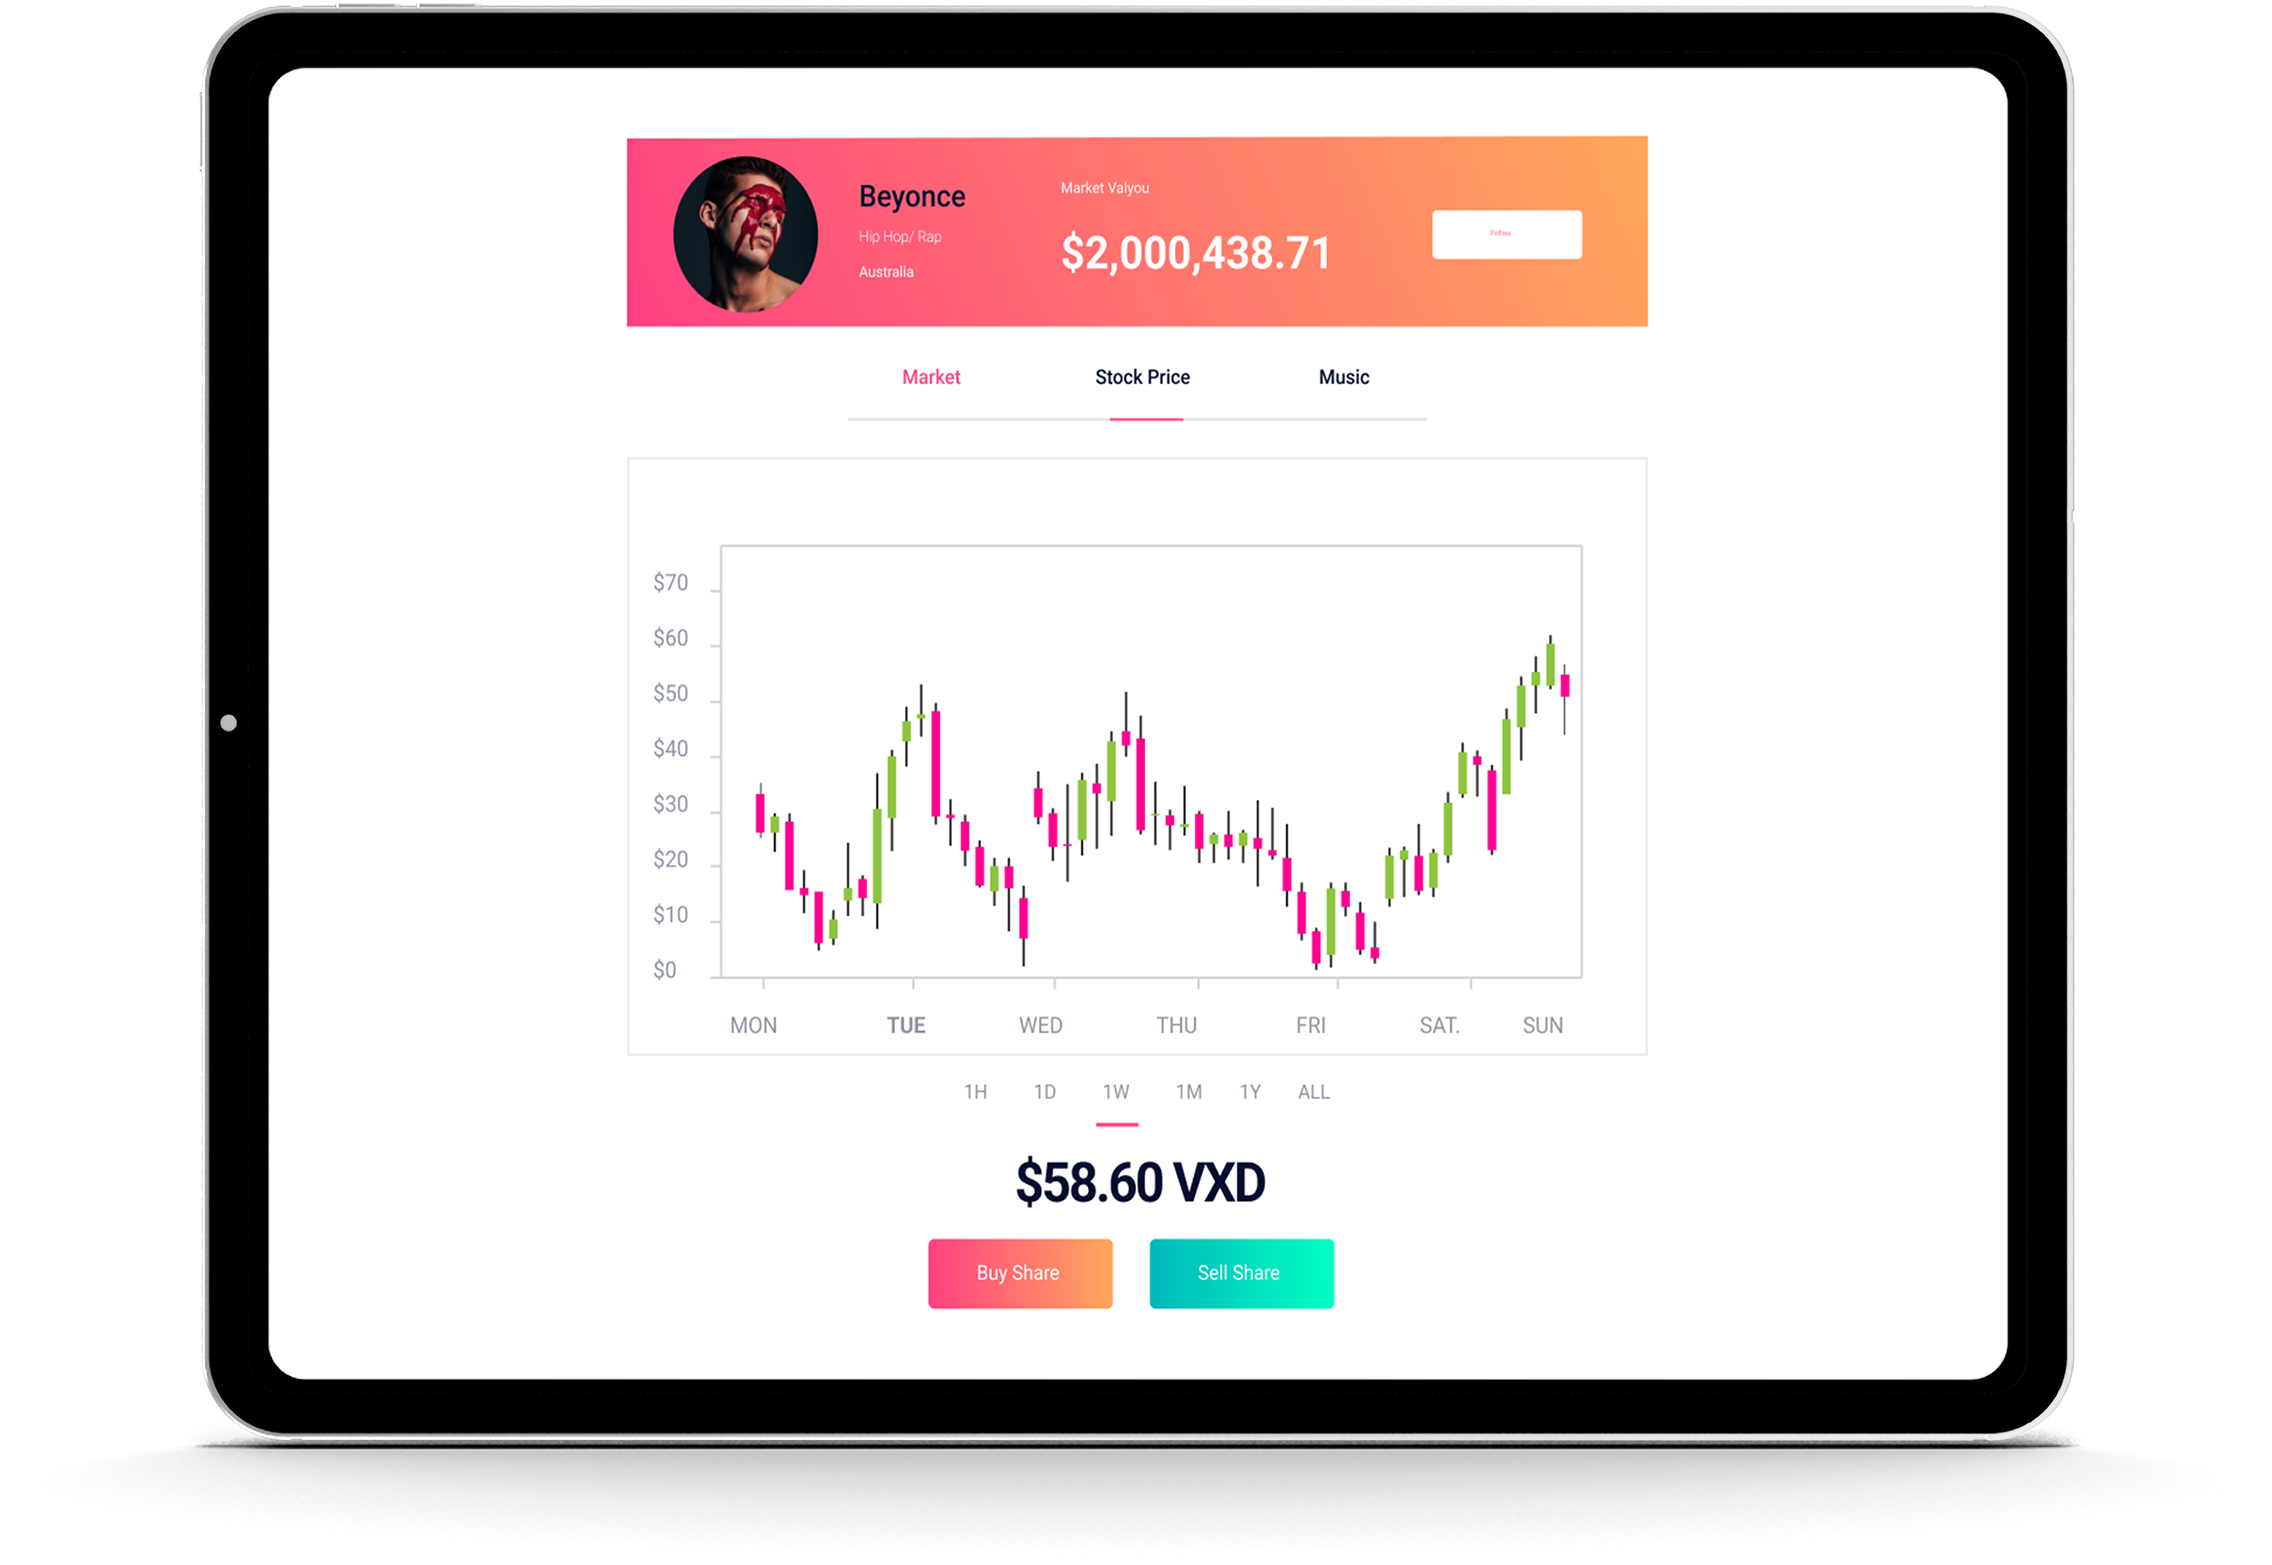 Beyonce
Hip Hop/ Rap
Australia
Market Valyou
$2,000,438.71
Follow
Market
Stock Price
Music
$70
$60
$50
$40
$30
$20
$10
$0
MON
TUE
WED
THU
FRI
SAT.
SUN
1H
1D
1W
1M
1Y
ALL
$58.60 VXD
Buy Share
Sell Share